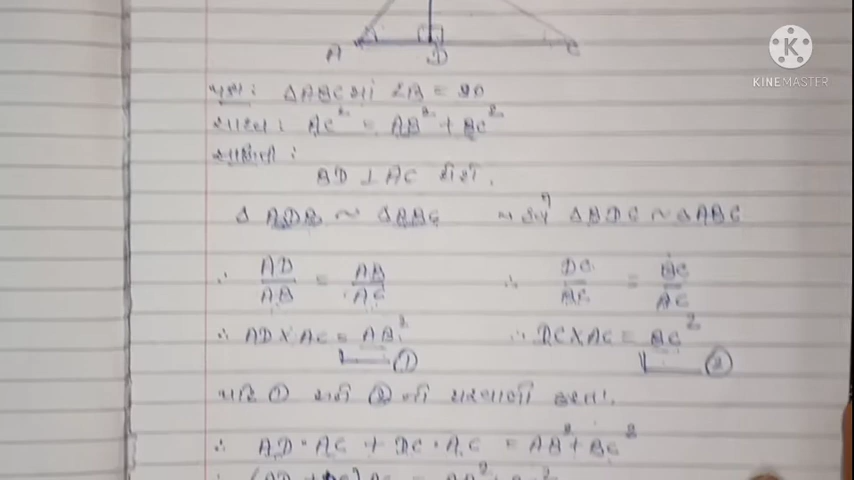 A D C
K
KINEMASTER
પક્ષ : △ABC માં ∠B = 90
સાધ્ય : AC² = AB² + BC²
સાબિતી :
BD ⊥ AC દોરો.
△ ADB ~ △ABC અને △BDC ~ △ABC
∴ AD/AB = AB/AC ∴ DC/BC = BC/AC
∴ AD X AC = AB² ① ∴ DC X AC = BC² ②
① અને ② નો સરવાળો
∴ AD · AC + DC · AC = AB² + BC²